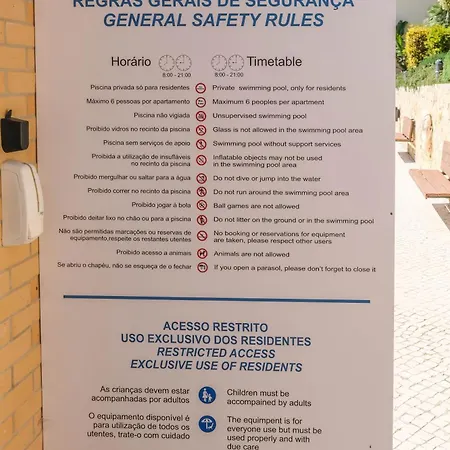 REGRAS GERAIS DE SEGURANÇA
GENERAL SAFETY RULES
Horário Timetable
8:00 - 21:00 8:00 - 21:00
Piscina privada só para residentes Private swimming pool, only for residents
Máximo 6 pessoas por apartamento Maximum 6 peoples per apartment
Piscina não vigiada Unsupervised swimming pool
Proibido vidros no recinto da piscina Glass is not allowed in the swimming pool area
Piscina sem serviços de apoio Swimming pool without support services
Proibida a utilização de insufláveis Inflatable objects may not be used
no recinto da piscina in the swimming pool area
Proibido mergulhar ou saltar para a água Do not dive or jump into the water
Proibido correr no recinto da piscina Do not run around the swimming pool area
Proibido jogar à bola Ball games are not allowed
Proibido deitar lixo no chão ou para a piscina Do not litter on the ground or in the swimming pool
Não são permitidas marcações ou reservas de No booking or reservations for equipment
equipamento,respeite os restantes utentes are taken, please respect other users
Proibido acesso a animais Animals are not allowed
Se abriu o chapéu, não se esqueça de o fechar If you open a parasol, please don't forget to close it
ACESSO RESTRITO
USO EXCLUSIVO DOS RESIDENTES
RESTRICTED ACCESS
EXCLUSIVE USE OF RESIDENTS
As crianças devem estar Children must be
acompanhadas por adultos accompained by adults
O equipamento disponível é The equimpent is for
para utilização de todos os everyone use but must be
utentes, trate-o com cuidado used properly and with
due care